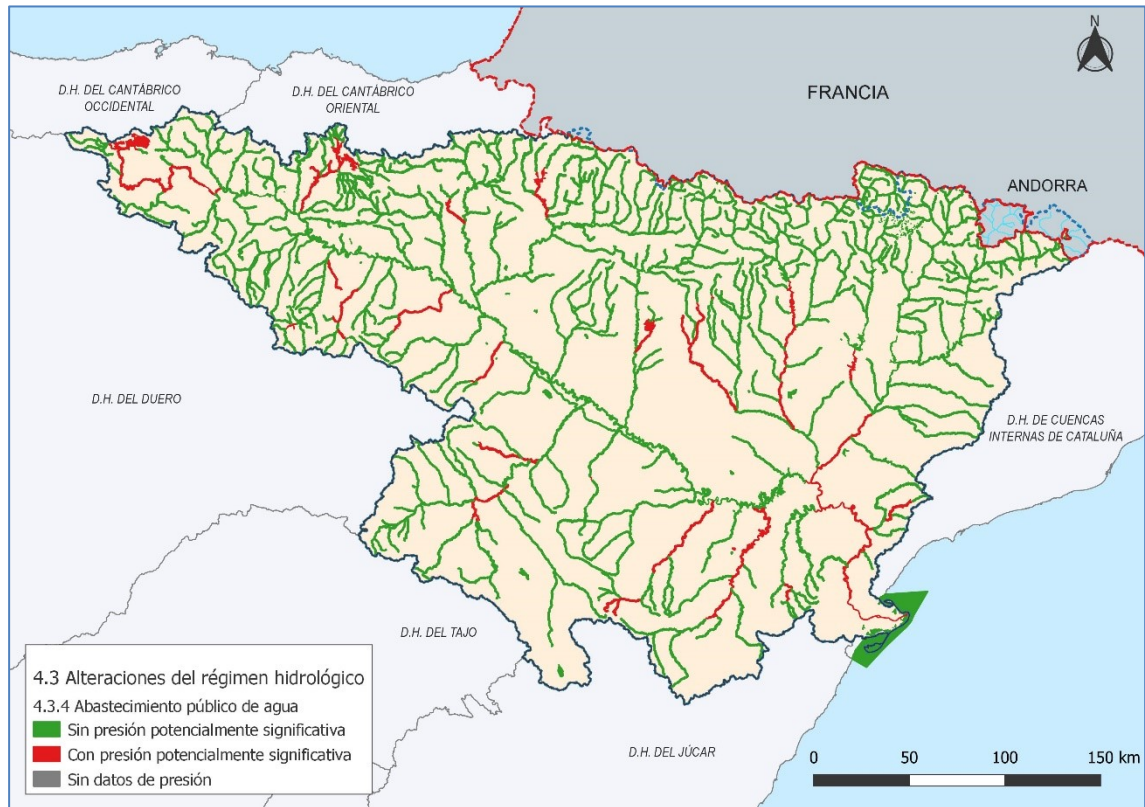 N
D.H. DEL CANTÁBRICO
OCCIDENTAL
D.H. DEL CANTÁBRICO
ORIENTAL
FRANCIA
ANDORRA
D.H. DEL DUERO
D.H. DE CUENCAS
INTERNAS DE CATALUÑA
D.H. DEL TAJO
D.H. DEL JÚCAR
4.3 Alteraciones del régimen hidrológico
4.3.4 Abastecimiento público de agua
Sin presión potencialmente significativa
Con presión potencialmente significativa
Sin datos de presión
0 50 100 150 km